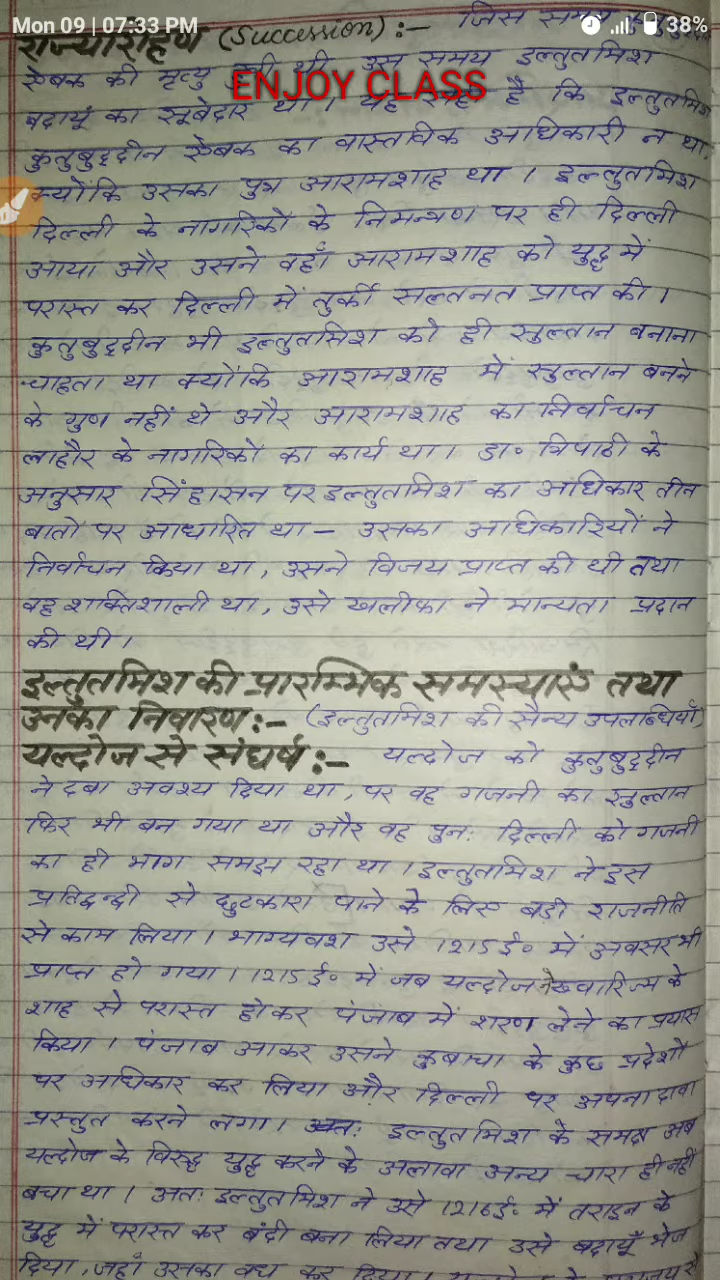 Mon 09 | 07:33 PM
38%
ENJOY CLASS
राज्यारोहण (Succession) :- जिस समय
ऐबक की मृत्यु हुई थी उस समय इल्तुतमिश
बदायूं का सूबेदार था। यह सही है कि इल्तुतमिश
कुतुबुद्दीन ऐबक का वास्तविक अधिकारी न था,
क्योंकि उसका पुत्र आरामशाह था। इल्तुतमिश
दिल्ली के नागरिकों के निमन्त्रण पर ही दिल्ली
आया और उसने वहाँ आरामशाह को युद्ध में
परास्त कर दिल्ली में तुर्की सल्तनत प्राप्त की।
कुतुबुद्दीन भी इल्तुतमिश को ही सुल्तान बनाना
चाहता था क्योंकि आरामशाह में सुल्तान बनने
के गुण नहीं थे और आरामशाह का निर्वाचन
लाहौर के नागरिकों का कार्य था। डा० त्रिपाठी के
अनुसार सिंहासन पर इल्तुतमिश का अधिकार तीन
बातों पर आधारित था – उसका अधिकारियों ने
निर्वाचन किया था, उसने विजय प्राप्त की थी तथा
वह शक्तिशाली था, उसे खलीफा ने मान्यता प्रदान
की थी।
इल्तुतमिश की प्रारम्भिक समस्याएं तथा
उनका निवारण :- (इल्तुतमिश की सैन्य उपलब्धियाँ)
यल्दोज से संघर्ष :- यल्दोज को कुतुबुद्दीन
ने दबा अवश्य दिया था, पर वह गजनी का सुल्तान
फिर भी बन गया था और वह पुनः दिल्ली को गजनी
का ही भाग समझ रहा था। इल्तुतमिश ने इस
प्रतिद्वन्दी से छुटकारा पाने के लिए बड़ी राजनीति
से काम लिया। भाग्यवश उसे 1215 ई० में अवसर भी
प्राप्त हो गया। 1215 ई० में जब यल्दोज ने ख्वारिज्म के
शाह से परास्त होकर पंजाब में शरण लेने का प्रयास
किया। पंजाब आकर उसने कुबाचा के कुछ प्रदेशों
पर अधिकार कर लिया और दिल्ली पर अपना दावा
प्रस्तुत करने लगा। अतः इल्तुतमिश के समक्ष अब
यल्दोज के विरुद्ध युद्ध करने के अलावा अन्य चारा ही नहीं
बचा था। अतः इल्तुतमिश ने उसे 1216 ई० में तराइन के
युद्ध में परास्त कर बंदी बना लिया तथा उसे बदायूँ भेज
दिया, जहाँ उसका वध कर दिया।